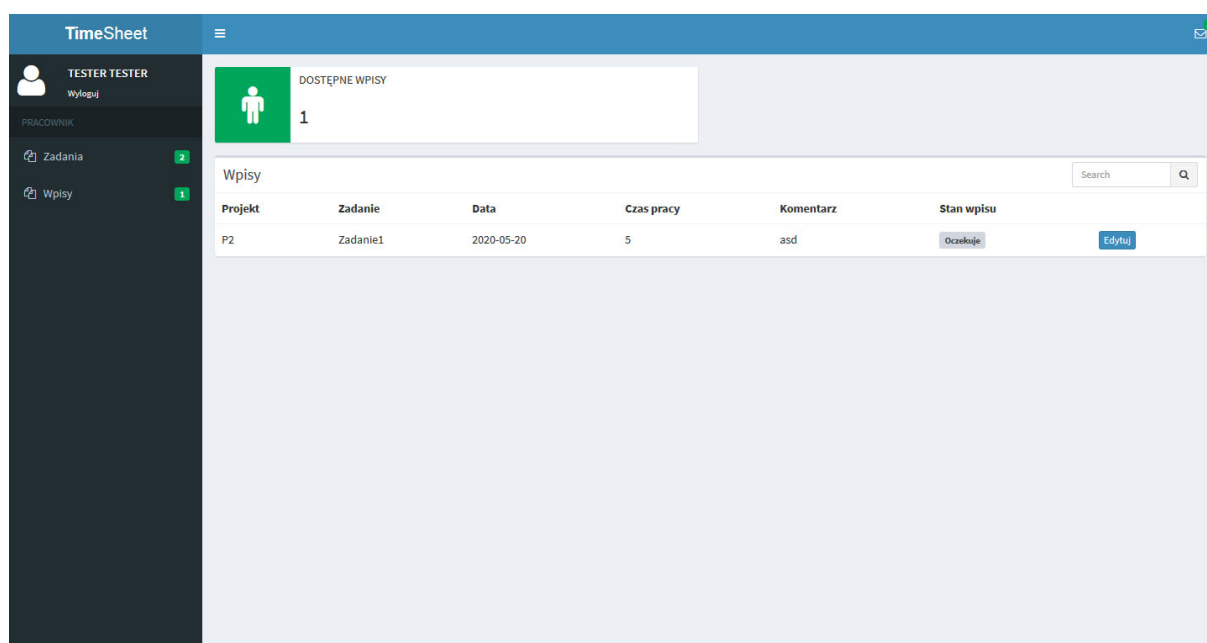 TimeSheet
TESTER TESTER
Wyloguj
PRACOWNIK
Zadania 2
Wpisy 1
DOSTĘPNE WPISY
1
Wpisy Search
Projekt Zadanie Data Czas pracy Komentarz Stan wpisu
P2 Zadanie1 2020-05-20 5 asd Oczekuje Edytuj